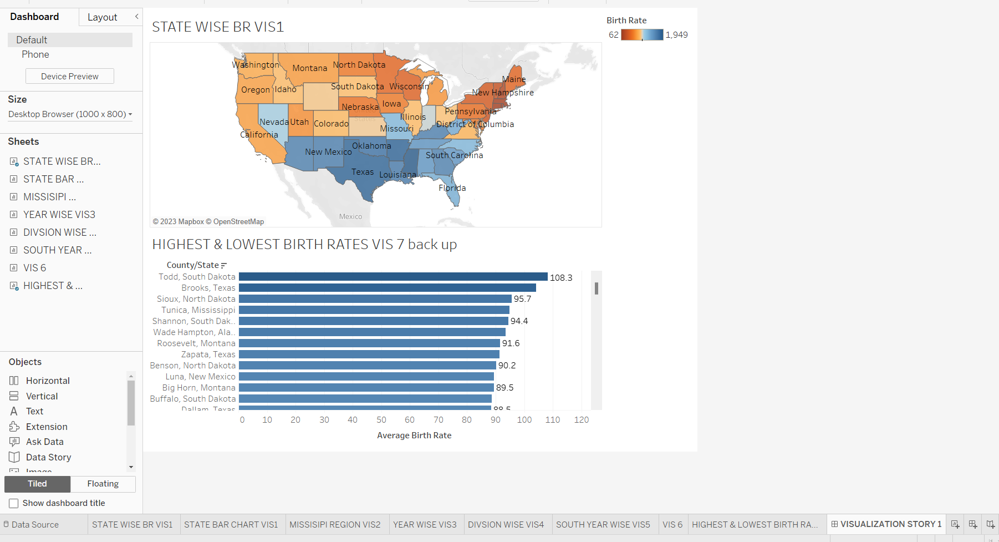 Dashboard
Layout
Default
Phone
Device Preview
Size
Desktop Browser (1000 x 800)
Sheets
STATE WISE BR...
STATE BAR ...
MISSISIPI ...
YEAR WISE VIS3
DIVSION WISE ...
SOUTH YEAR ...
VIS 6
HIGHEST & ...
Objects
Horizontal
Vertical
Text
Extension
Ask Data
Data Story
Image
Tiled
Floating
Show dashboard title
STATE WISE BR VIS1
Birth Rate
62
1,949
Washington
Montana
North Dakota
Maine
Oregon
Idaho
South Dakota
Wisconsin
New Hampshire
Nebraska
Iowa
Pennsylvania
United
States
Nevada
Utah
Colorado
Illinois
Missouri
District of Columbia
California
New Mexico
Oklahoma
South Carolina
Texas
Louisiana
Florida
Mexico
© 2023 Mapbox © OpenStreetMap
HIGHEST & LOWEST BIRTH RATES VIS 7 back up
County/State
Todd, South Dakota
108.3
Brooks, Texas
Sioux, North Dakota
95.7
Tunica, Mississippi
Shannon, South Dak..
94.4
Wade Hampton, Ala..
Roosevelt, Montana
91.6
Zapata, Texas
Benson, North Dakota
90.2
Luna, New Mexico
Big Horn, Montana
89.5
Buffalo, South Dakota
Dallam, Texas
88.5
0 10 20 30 40 50 60 70 80 90 100 110 120
Average Birth Rate
Data Source
STATE WISE BR VIS1
STATE BAR CHART VIS1
MISSISIPI REGION VIS2
YEAR WISE VIS3
DIVSION WISE VIS4
SOUTH YEAR WISE VIS5
VIS 6
HIGHEST & LOWEST BIRTH RA...
VISUALIZATION STORY 1